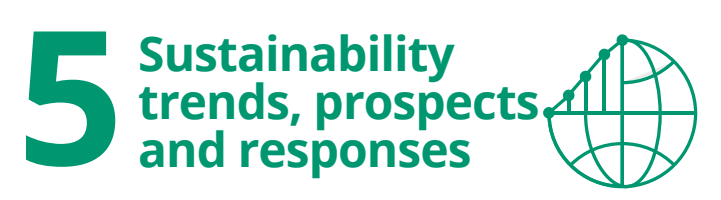 5
Sustainability
trends, prospects
and responses